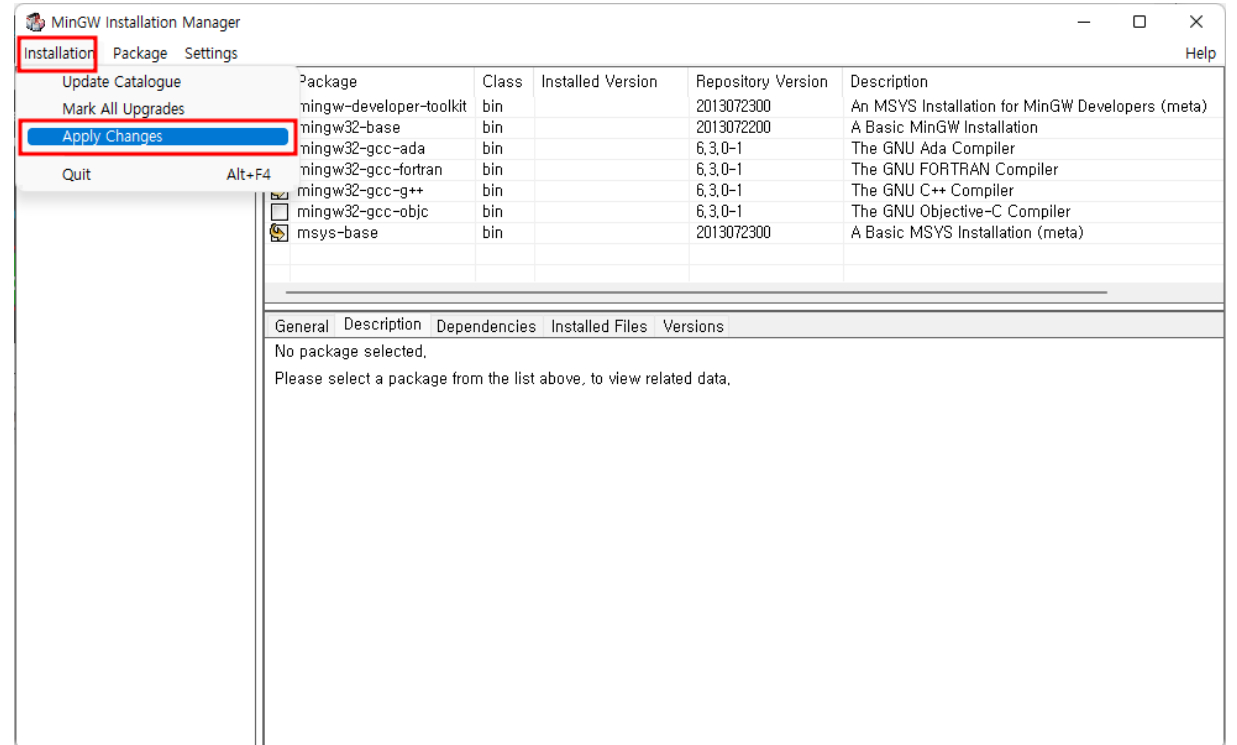 MinGW Installation Manager
Installation Package Settings Help
Update Catalogue
Mark All Upgrades
Apply Changes
Quit Alt+F4
Package Class Installed Version Repository Version Description
mingw-developer-toolkit bin 2013072300 An MSYS Installation for MinGW Developers (meta)
mingw32-base bin 2013072200 A Basic MinGW Installation
mingw32-gcc-ada bin 6.3.0-1 The GNU Ada Compiler
mingw32-gcc-fortran bin 6.3.0-1 The GNU FORTRAN Compiler
mingw32-gcc-g++ bin 6.3.0-1 The GNU C++ Compiler
mingw32-gcc-objc bin 6.3.0-1 The GNU Objective-C Compiler
msys-base bin 2013072300 A Basic MSYS Installation (meta)
General Description Dependencies Installed Files Versions
No package selected.
Please select a package from the list above, to view related data.